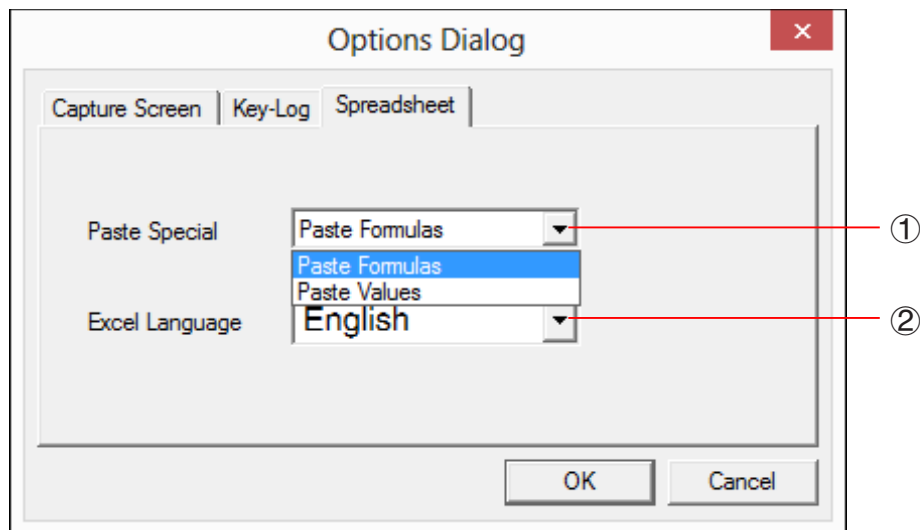 Options Dialog
Capture Screen Key-Log Spreadsheet
Paste Special Paste Formulas ①
Paste Formulas
Paste Values
Excel Language English ②
OK Cancel